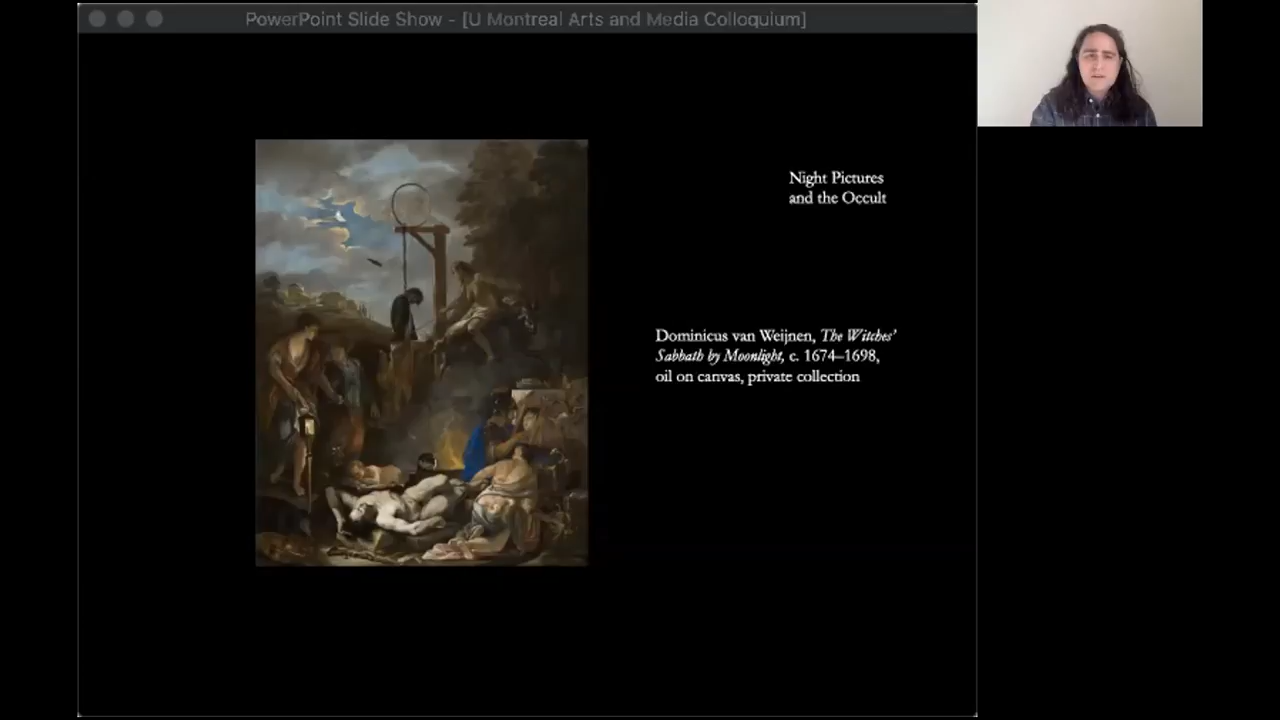 PowerPoint Slide Show - [U Montreal Arts and Media Colloquium]
Night Pictures
and the Occult
Dominicus van Weijnen, The Witches'
Sabbath by Moonlight, c. 1674–1698,
oil on canvas, private collection